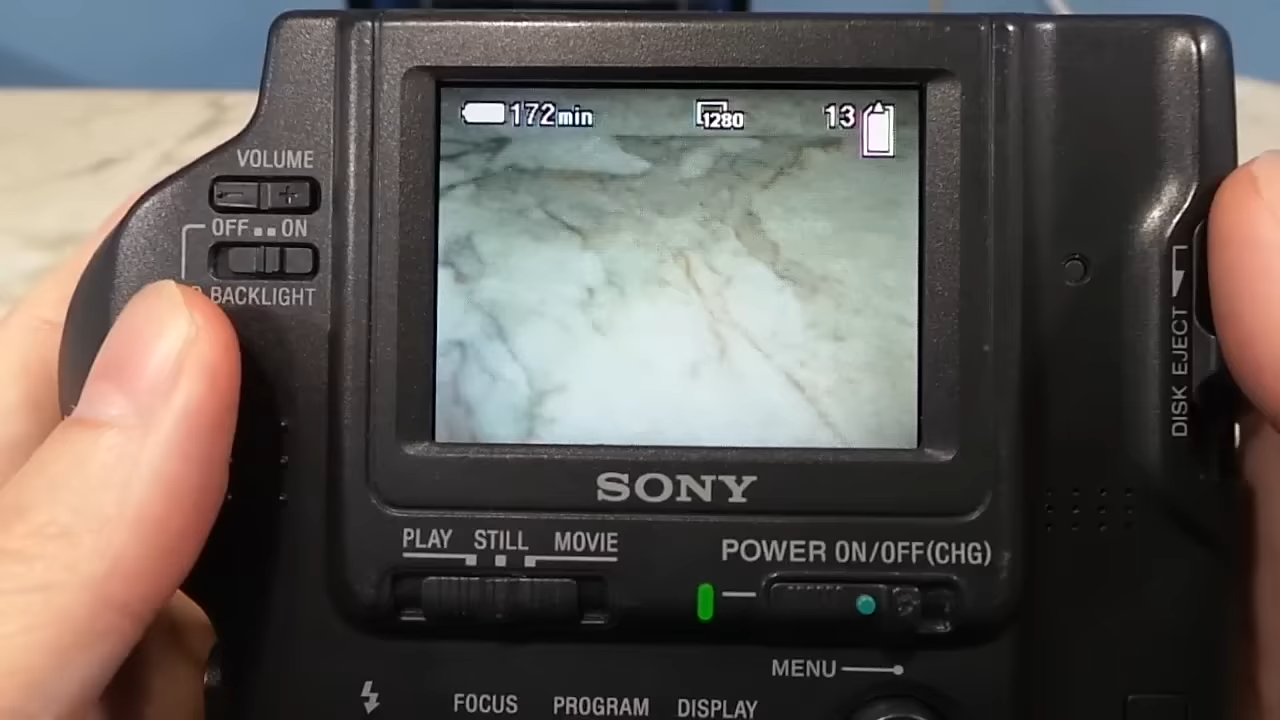 172min 1280 13
VOLUME
- +
OFF ON
BACKLIGHT
DISK EJECT
SONY
PLAY STILL MOVIE
POWER ON/OFF(CHG)
MENU
FOCUS PROGRAM DISPLAY